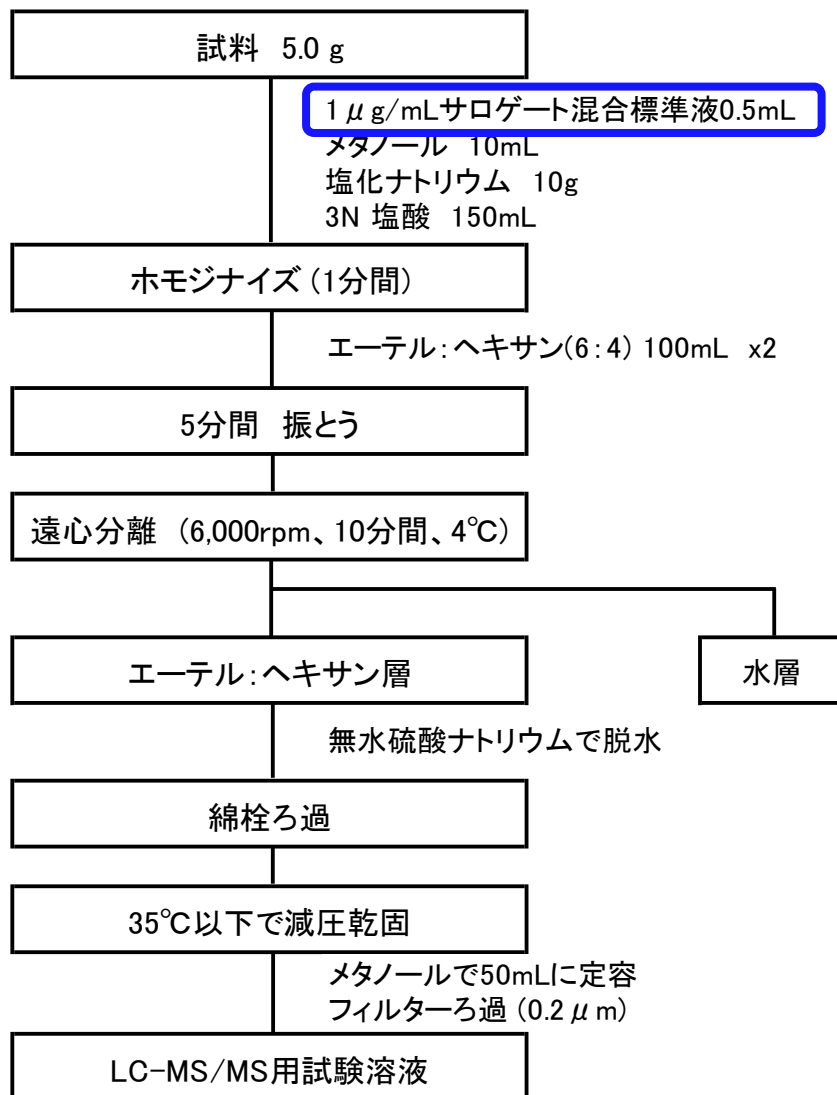 試料 5.0 g
1μg/mLサロゲート混合標準液0.5mL
メタノール 10mL
塩化ナトリウム 10g
3N 塩酸 150mL
ホモジナイズ (1分間)
エーテル:ヘキサン(6:4) 100mL x2
5分間 振とう
遠心分離 (6,000rpm、10分間、4℃)
エーテル:ヘキサン層
水層
無水硫酸ナトリウムで脱水
綿栓ろ過
35℃以下で減圧乾固
メタノールで50mLに定容
フィルターろ過 (0.2μm)
LC-MS/MS用試験溶液